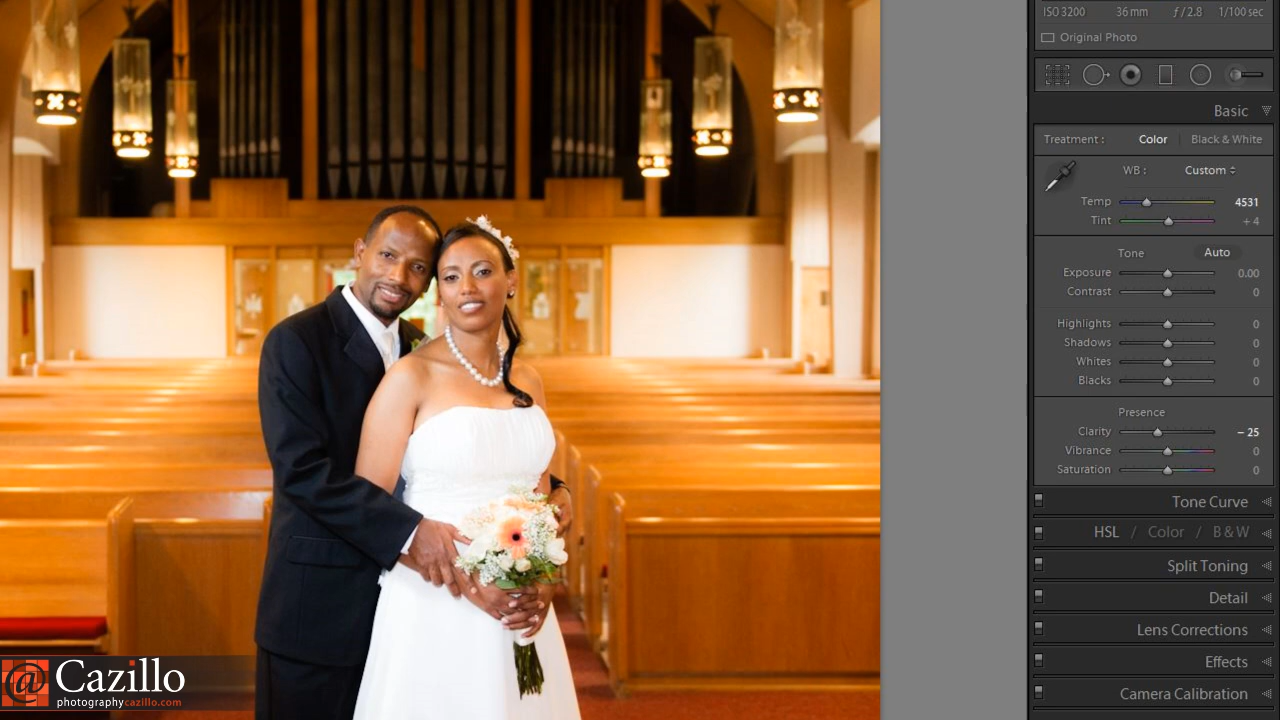 ISO 3200 36 mm ƒ / 2.8 1/100 sec
Original Photo
Basic
Treatment : Color Black & White
WB : Custom
Temp 4531
Tint + 4
Tone Auto
Exposure 0.00
Contrast 0
Highlights 0
Shadows 0
Whites 0
Blacks 0
Presence
Clarity – 25
Vibrance 0
Saturation 0
Tone Curve
HSL / Color / B & W
Split Toning
Detail
Lens Corrections
Effects
Camera Calibration
@ Cazillo
photographycazillo.com